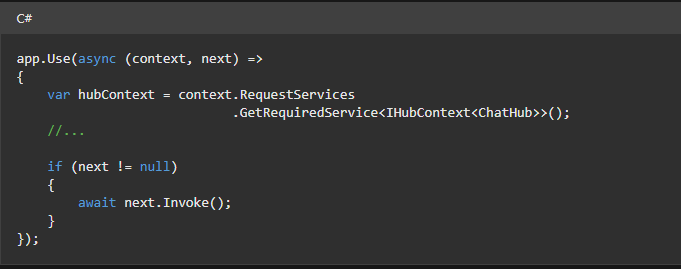 C#
app.Use(async (context, next) =>
{
    var hubContext = context.RequestServices
                            .GetRequiredService<IHubContext<ChatHub>>();
    //...

    if (next != null)
    {
        await next.Invoke();
    }
});